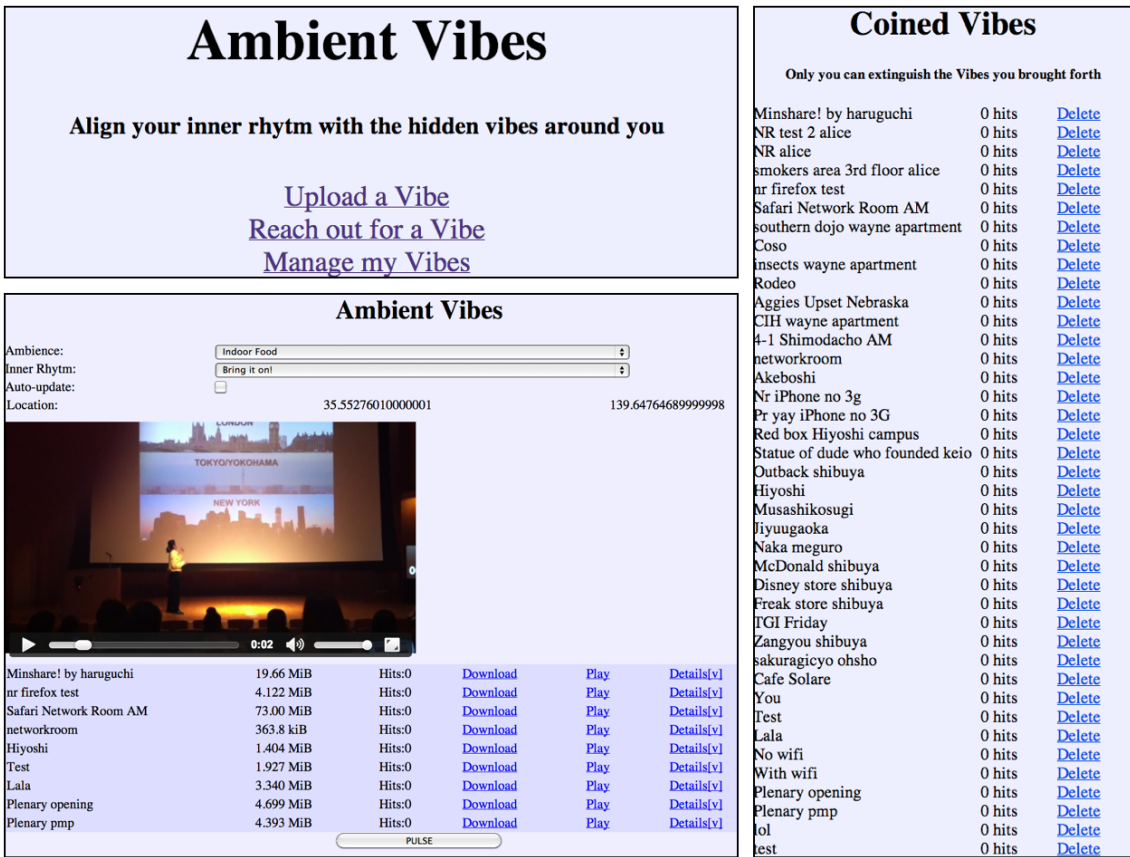 Ambient Vibes
Align your inner rhytm with the hidden vibes around you
Upload a Vibe
Reach out for a Vibe
Manage my Vibes
Ambient Vibes
Ambience: Indoor Food
Inner Rhytm: Bring it on!
Auto-update:
Location: 35.55276010000001 139.64764689999998
LONDON
TOKYO/YOKOHAMA
NEW YORK
0:02
Minshare! by haruguchi 19.66 MiB Hits:0 Download Play Details[v]
nr firefox test 4.122 MiB Hits:0 Download Play Details[v]
Safari Network Room AM 73.00 MiB Hits:0 Download Play Details[v]
networkroom 363.8 kiB Hits:0 Download Play Details[v]
Hiyoshi 1.404 MiB Hits:0 Download Play Details[v]
Test 1.927 MiB Hits:0 Download Play Details[v]
Lala 3.340 MiB Hits:0 Download Play Details[v]
Plenary opening 4.699 MiB Hits:0 Download Play Details[v]
Plenary pmp 4.393 MiB Hits:0 Download Play Details[v]
PULSE
Coined Vibes
Only you can extinguish the Vibes you brought forth
Minshare! by haruguchi 0 hits Delete
NR test 2 alice 0 hits Delete
NR alice 0 hits Delete
smokers area 3rd floor alice 0 hits Delete
nr firefox test 0 hits Delete
Safari Network Room AM 0 hits Delete
southern dojo wayne apartment 0 hits Delete
Coso 0 hits Delete
insects wayne apartment 0 hits Delete
Rodeo 0 hits Delete
Aggies Upset Nebraska 0 hits Delete
CIH wayne apartment 0 hits Delete
4-1 Shimodacho AM 0 hits Delete
networkroom 0 hits Delete
Akeboshi 0 hits Delete
Nr iPhone no 3g 0 hits Delete
Pr yay iPhone no 3G 0 hits Delete
Red box Hiyoshi campus 0 hits Delete
Statue of dude who founded keio 0 hits Delete
Outback shibuya 0 hits Delete
Hiyoshi 0 hits Delete
Musashikosugi 0 hits Delete
Jiyuugaoka 0 hits Delete
Naka meguro 0 hits Delete
McDonald shibuya 0 hits Delete
Disney store shibuya 0 hits Delete
Freak store shibuya 0 hits Delete
TGI Friday 0 hits Delete
Zangyou shibuya 0 hits Delete
sakuragicyo ohsho 0 hits Delete
Cafe Solare 0 hits Delete
You 0 hits Delete
Test 0 hits Delete
Lala 0 hits Delete
No wifi 0 hits Delete
With wifi 0 hits Delete
Plenary opening 0 hits Delete
Plenary pmp 0 hits Delete
lol 0 hits Delete
test 0 hits Delete